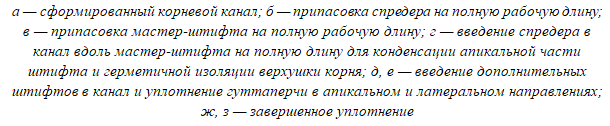 а — сформированный корневой канал; б — припасовка спредера на полную рабочую длину;
в — припасовка мастер-штифта на полную рабочую длину; г — введение спредера в
канал вдоль мастер-штифта на полную длину для конденсации апикальной части
штифта и герметичной изоляции верхушки корня; д, е — введение дополнительных
штифтов в канал и уплотнение гуттаперчи в апикальном и латеральном направлениях;
ж, з — завершенное уплотнение